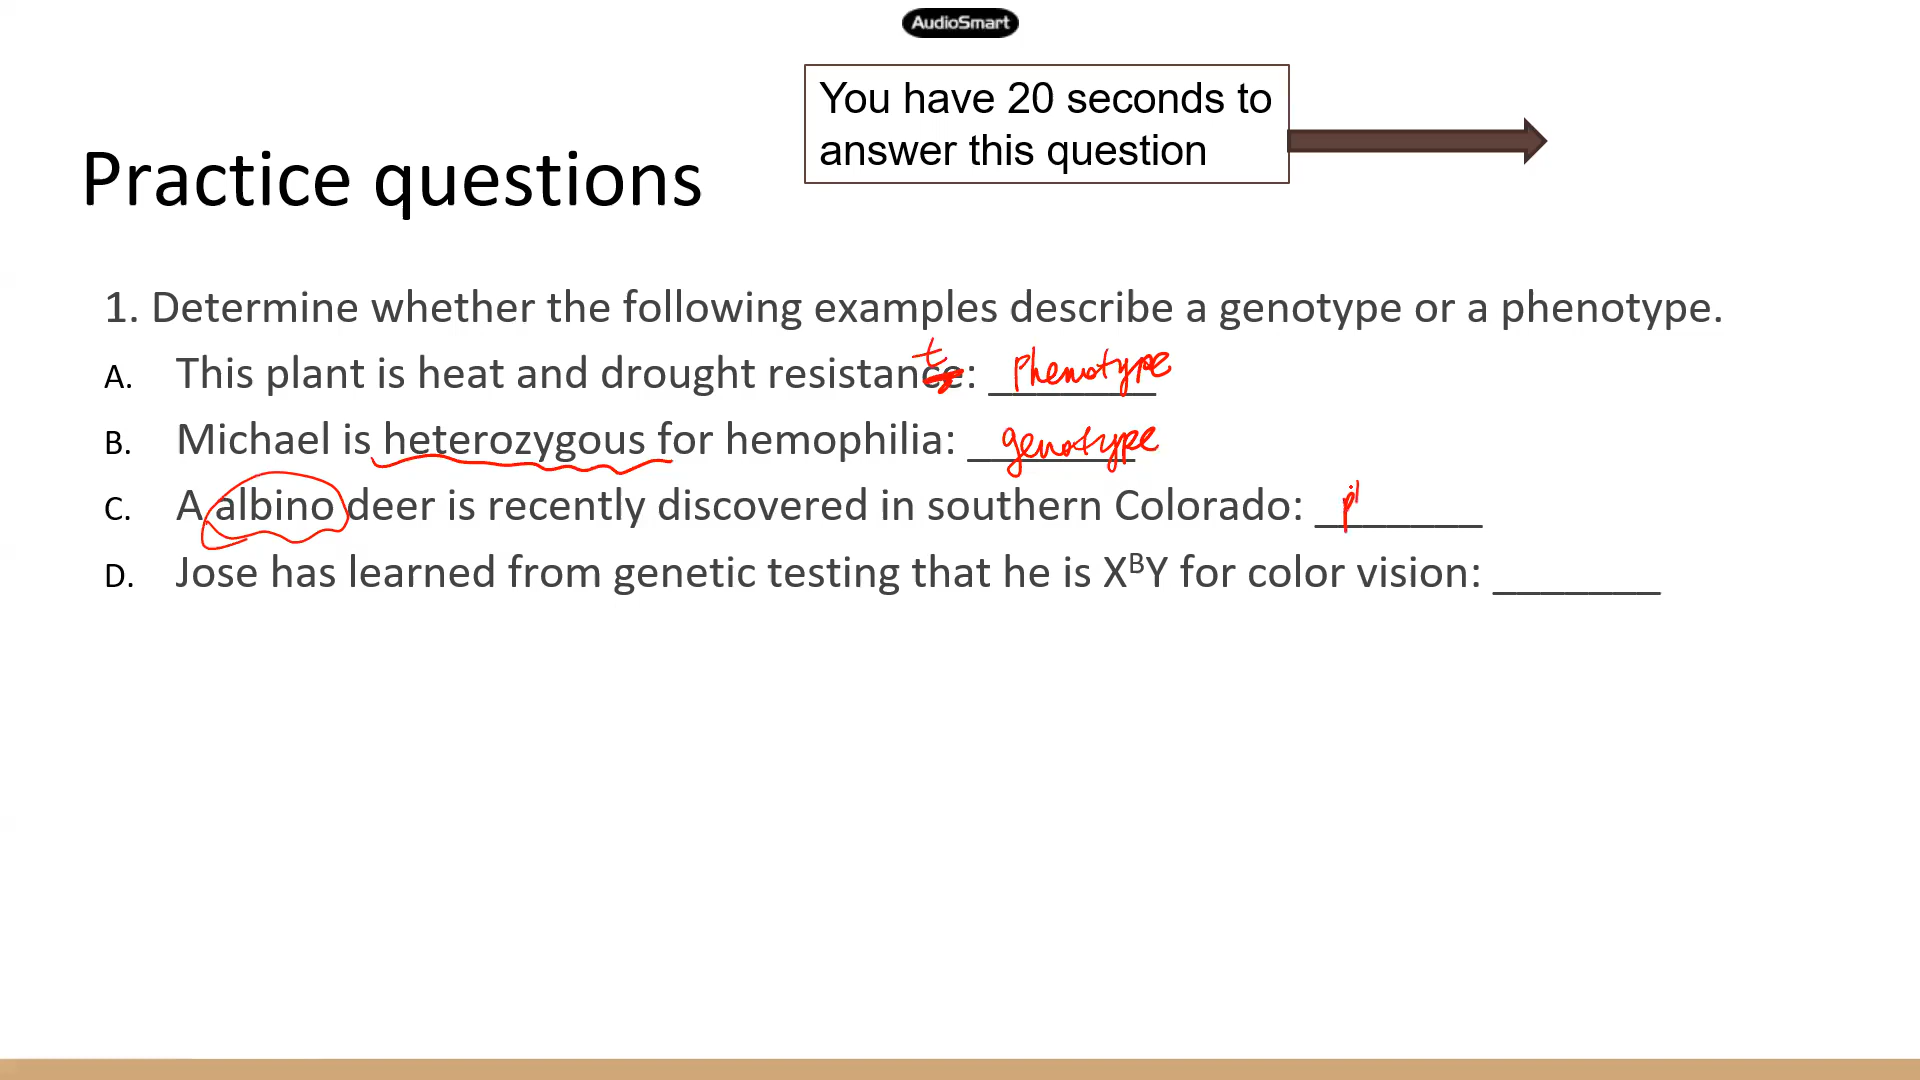 AudioSmart
You have 20 seconds to
answer this question
Practice questions
1. Determine whether the following examples describe a genotype or a phenotype.
A. This plant is heat and drought resistance: t Phenotype
B. Michael is heterozygous for hemophilia: genotype
C. A albino deer is recently discovered in southern Colorado: p
D. Jose has learned from genetic testing that he is XᴮY for color vision: _______